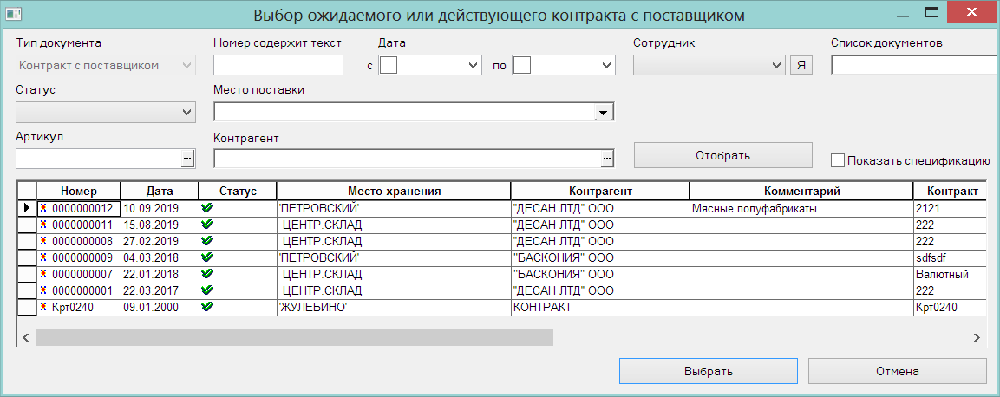 Выбор ожидаемого или действующего контракта с поставщиком
Тип документа Номер содержит текст Дата Сотрудник Список документов
Контракт с поставщиком с по Я
Статус Место поставки
Артикул Контрагент
... ... Отобрать Показать спецификацию
Номер Дата Статус Место хранения Контрагент Комментарий Контракт
0000000012 10.09.2019 'ПЕТРОВСКИЙ' "ДЕСАН ЛТД" ООО Мясные полуфабрикаты 2121
0000000011 15.08.2019 ЦЕНТР.СКЛАД "ДЕСАН ЛТД" ООО 222
0000000008 27.02.2019 ЦЕНТР.СКЛАД "ДЕСАН ЛТД" ООО 222
0000000009 04.03.2018 'ПЕТРОВСКИЙ' "БАСКОНИЯ" ООО sdfsdf
0000000007 22.01.2018 ЦЕНТР.СКЛАД "БАСКОНИЯ" ООО Валютный
0000000001 22.03.2017 ЦЕНТР.СКЛАД "ДЕСАН ЛТД" ООО 222
Крт0240 09.01.2000 'ЖУЛЕБИНО' КОНТРАКТ Крт0240
Выбрать Отмена